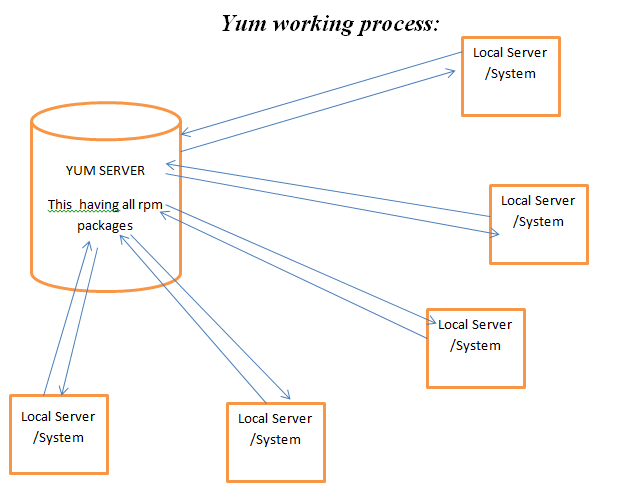 Yum working process:
Local Server
/System
YUM SERVER
This  having all rpm
packages
Local Server
/System
Local Server
/System
Local Server
/System
Local Server
/System